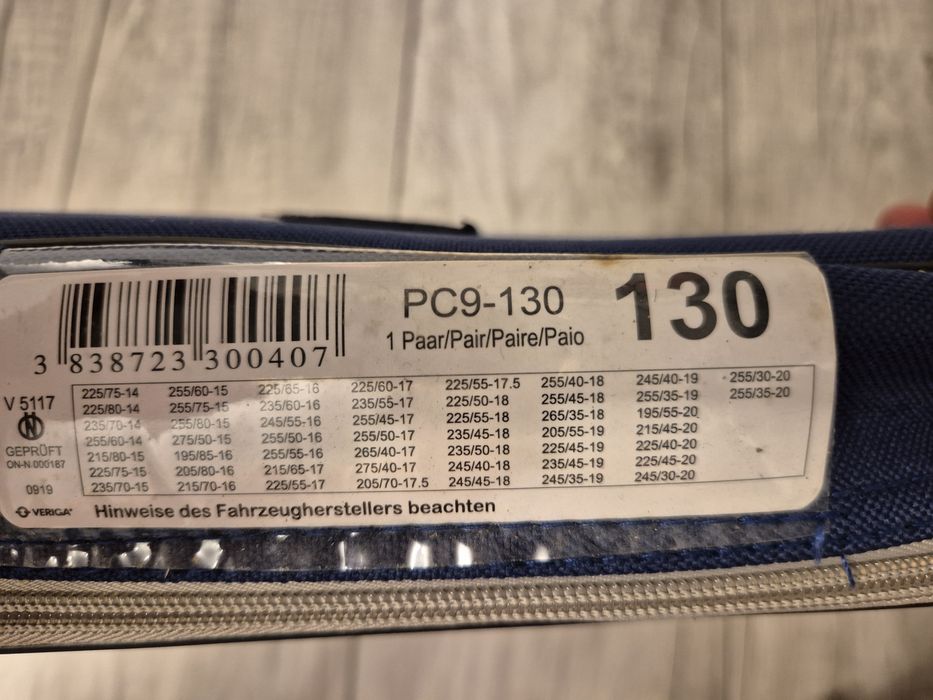 PC9-130
130
1 Paar/Pair/Paire/Paio
3 838723 300407
V 5117
GEPRÜFT
ON-N 000187
0919
VERIGA
225/75-14 255/60-15 225/65-16 225/60-17 225/55-17.5 255/40-18 245/40-19 255/30-20
225/80-14 255/75-15 235/60-16 235/55-17 225/50-18 255/45-18 255/35-19 255/35-20
235/70-14 255/80-15 245/55-16 255/45-17 225/55-18 265/35-18 195/55-20
255/60-14 275/50-15 255/50-16 255/50-17 235/45-18 205/55-19 215/45-20
215/80-15 195/85-16 255/55-16 265/40-17 235/50-18 225/45-19 225/40-20
225/75-15 205/80-16 215/65-17 275/40-17 245/40-18 235/45-19 225/45-20
235/70-15 215/70-16 225/55-17 205/70-17.5 245/45-18 245/35-19 245/30-20
Hinweise des Fahrzeugherstellers beachten